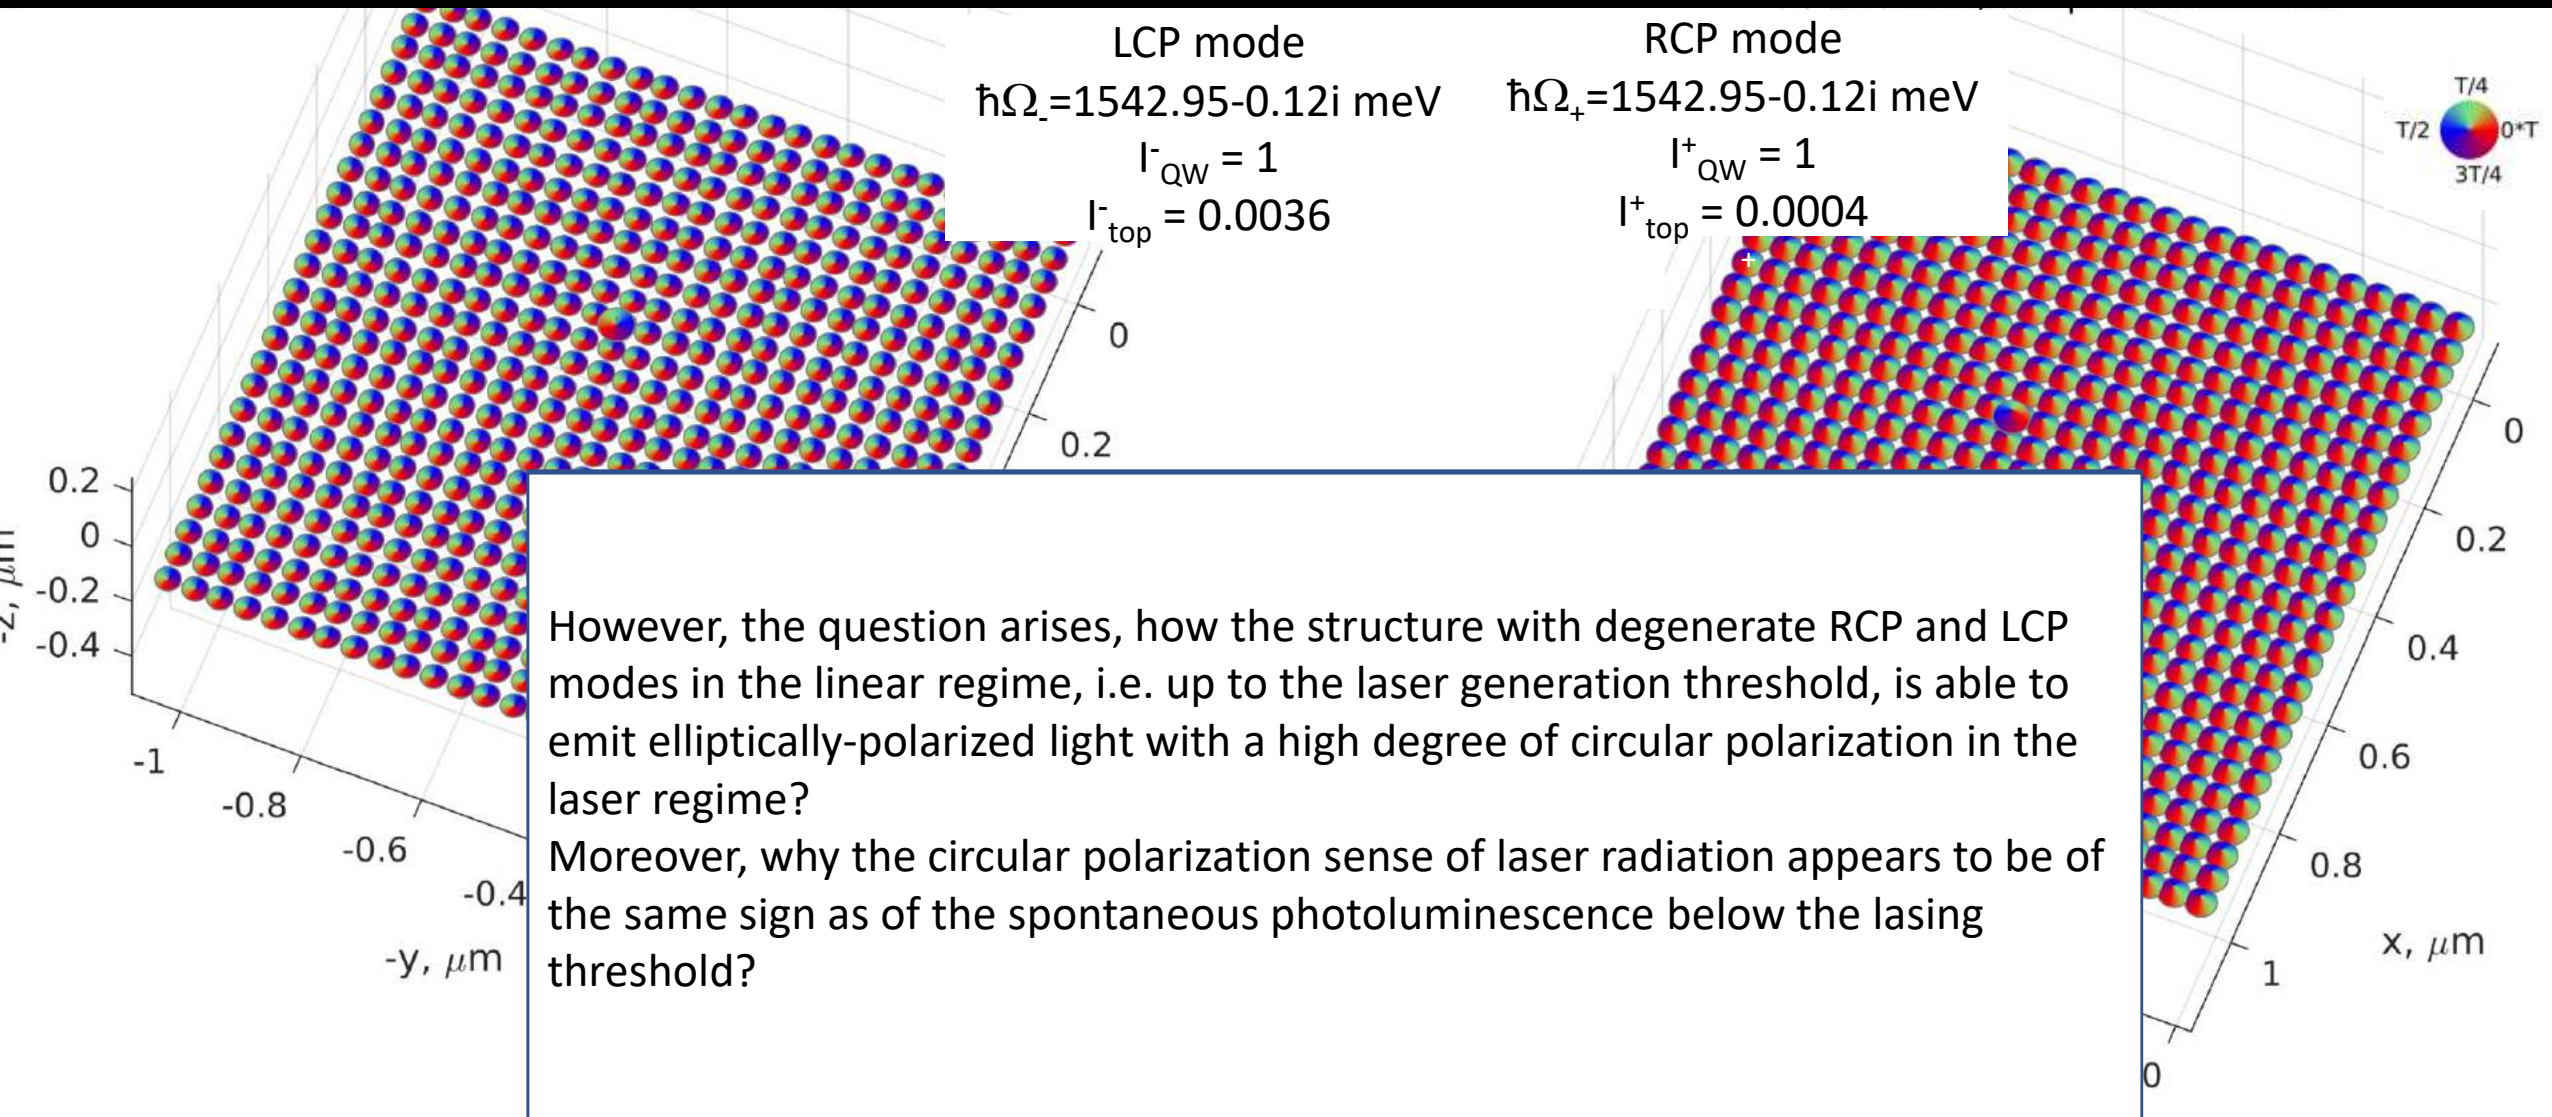 LCP mode
ħΩ₋=1542.95-0.12i meV
I⁻QW = 1
I⁻top = 0.0036
RCP mode
ħΩ₊=1542.95-0.12i meV
I⁺QW = 1
I⁺top = 0.0004
T/4
T/2
0*T
3T/4
+
0
0.2
0
0.2
0.4
0.6
0.8
1
x, μm
0
0.2
0
-0.2
-0.4
-z, μm
-1
-0.8
-0.6
-0.4
-y, μm
However, the question arises, how the structure with degenerate RCP and LCP
modes in the linear regime, i.e. up to the laser generation threshold, is able to
emit elliptically-polarized light with a high degree of circular polarization in the
laser regime?
Moreover, why the circular polarization sense of laser radiation appears to be of
the same sign as of the spontaneous photoluminescence below the lasing
threshold?